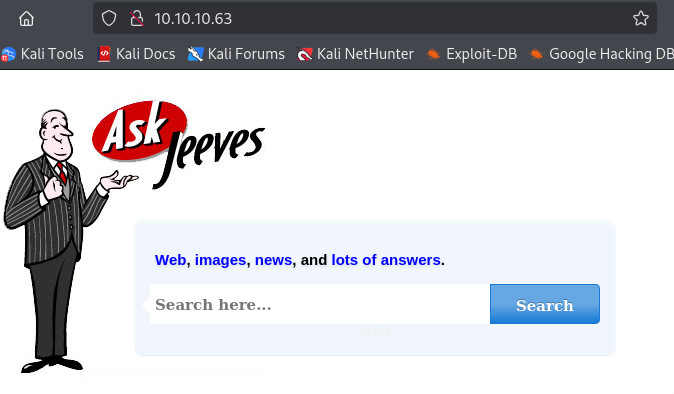 10.10.10.63
Kali Tools Kali Docs Kali Forums Kali NetHunter Exploit-DB Google Hacking DB
Ask
Jeeves
Web, images, news, and lots of answers.
Search here... Search
Skins